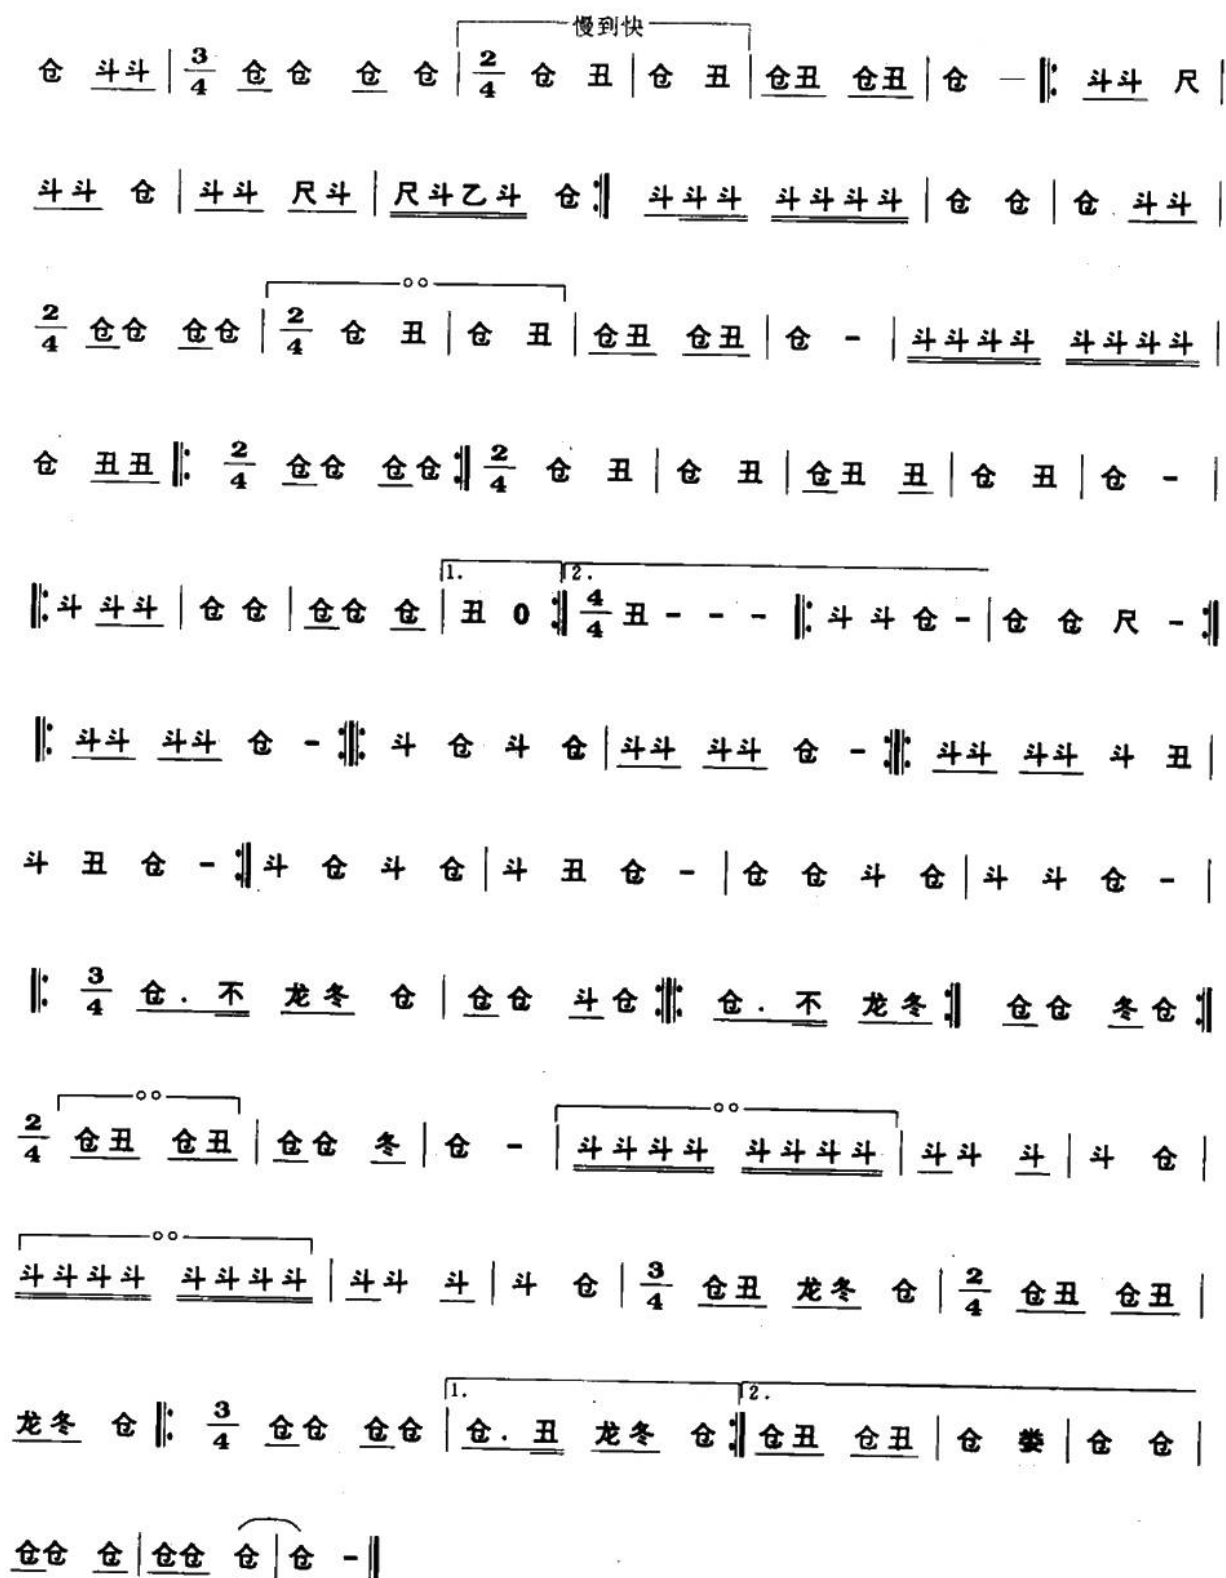 慢到快
仓 斗斗 | 3/4 仓仓 仓仓 | 2/4 仓 丑 | 仓 丑 | 仓丑 仓丑 | 仓 — ‖: 斗斗 尺 |
斗斗 仓 | 斗斗 尺斗 | 尺斗乙斗 仓 :‖ 斗斗斗 斗斗斗斗 | 仓 仓 | 仓 斗斗 |
2/4 仓仓 仓仓 | 2/4 仓 丑 | 仓 丑 | 仓丑 仓丑 | 仓 - | 斗斗斗斗 斗斗斗斗 |
仓 丑丑 ‖: 2/4 仓仓 仓仓 :‖ 2/4 仓 丑 | 仓 丑 | 仓丑 丑 | 仓 丑 | 仓 - |
1. 2.
‖: 斗 斗斗 | 仓 仓 | 仓仓 仓 | 丑 0 :‖ 4/4 丑 - - - ‖: 斗 斗 仓 - | 仓 仓 尺 - :‖
‖: 斗斗 斗斗 仓 - :‖: 斗 仓 斗 仓 | 斗斗 斗斗 仓 - :‖: 斗斗 斗斗 斗 丑 |
斗 丑 仓 - :‖ 斗 仓 斗 仓 | 斗 丑 仓 - | 仓 仓 斗 仓 | 斗 斗 仓 - |
‖: 3/4 仓. 不 龙冬 仓 | 仓仓 斗仓 :‖: 仓. 不 龙冬 :‖ 仓仓 冬仓 :‖
2/4 仓丑 仓丑 | 仓仓 冬 | 仓 - | 斗斗斗斗 斗斗斗斗 | 斗斗 斗 | 斗 仓 |
斗斗斗斗 斗斗斗斗 | 斗斗 斗 | 斗 仓 | 3/4 仓丑 龙冬 仓 | 2/4 仓丑 仓丑 |
1. 2.
龙冬 仓 ‖: 3/4 仓仓 仓仓 | 仓. 丑 龙冬 仓 :‖ 仓丑 仓丑 | 仓 娄 | 仓 仓 |
仓仓 仓 | 仓仓 仓 | 仓 - ‖